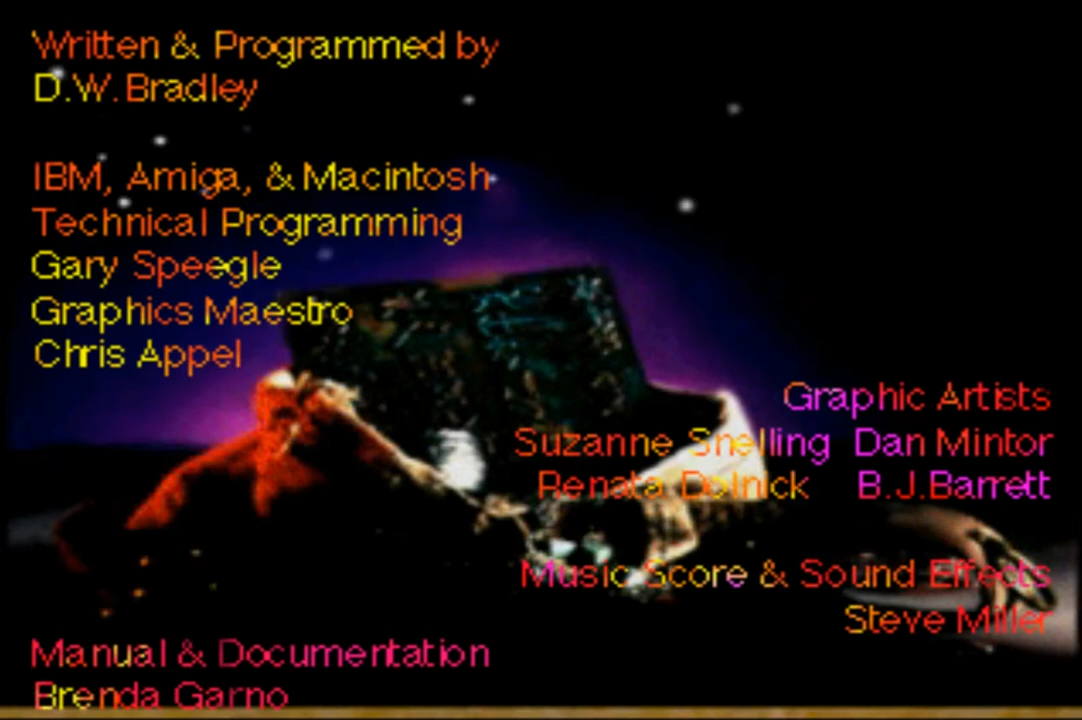 Written & Programmed by
D.W.Bradley
IBM, Amiga, & Macintosh
Technical Programming
Gary Speegle
Graphics Maestro
Chris Appel
Graphic Artists
Suzanne Snelling Dan Mintor
Renata Dolnick B.J.Barrett
Music Score & Sound Effects
Steve Miller
Manual & Documentation
Brenda Garno